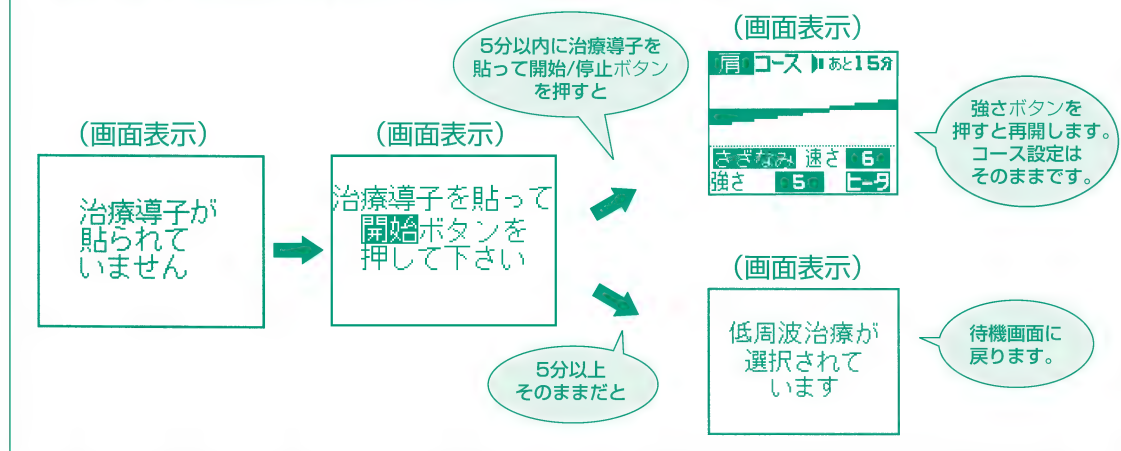 (画面表示)
治療導子が
貼られて
いません
(画面表示)
治療導子を貼って
開始ボタンを
押して下さい
5分以内に治療導子を
貼って開始/停止ボタン
を押すと
(画面表示)
肩 コース あと15分
さざなみ 速さ 6
強さ 5 ヒータ
強さボタンを
押すと再開します。
コース設定は
そのままです。
5分以上
そのままだと
(画面表示)
低周波治療が
選択されて
います
待機画面に
戻ります。